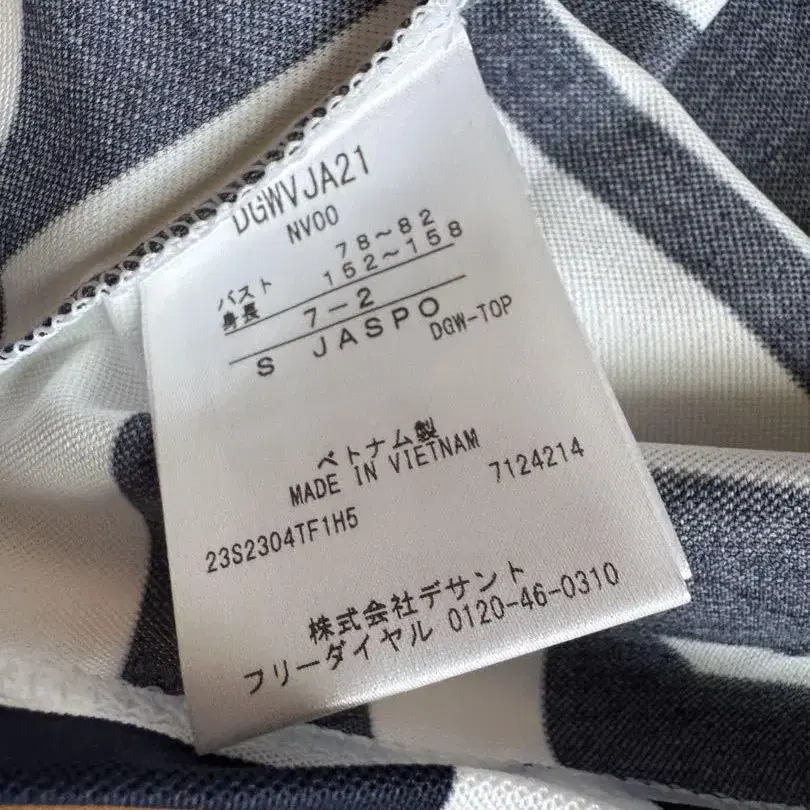 DGWVJA21
NV00
バスト 78~82
身長 152~158
7-2
S JASPO
DGW-TOP
ベトナム製
MADE IN VIETNAM
7124214
23S2304TF1H5
株式会社デサント
フリーダイヤル 0120-46-0310